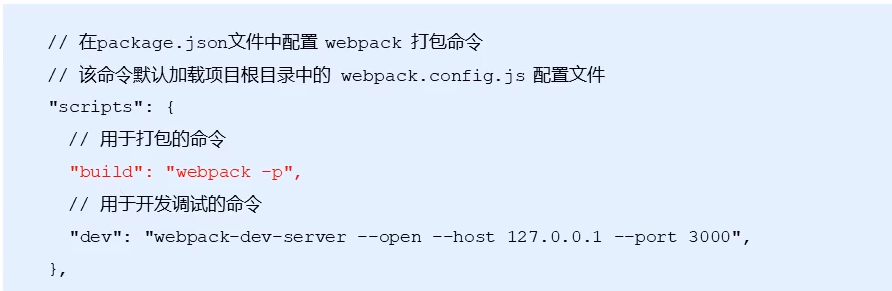 // 在package.json文件中配置 webpack 打包命令
// 该命令默认加载项目根目录中的 webpack.config.js 配置文件
"scripts": {
// 用于打包的命令
"build": "webpack -p",
// 用于开发调试的命令
"dev": "webpack-dev-server --open --host 127.0.0.1 --port 3000",
},